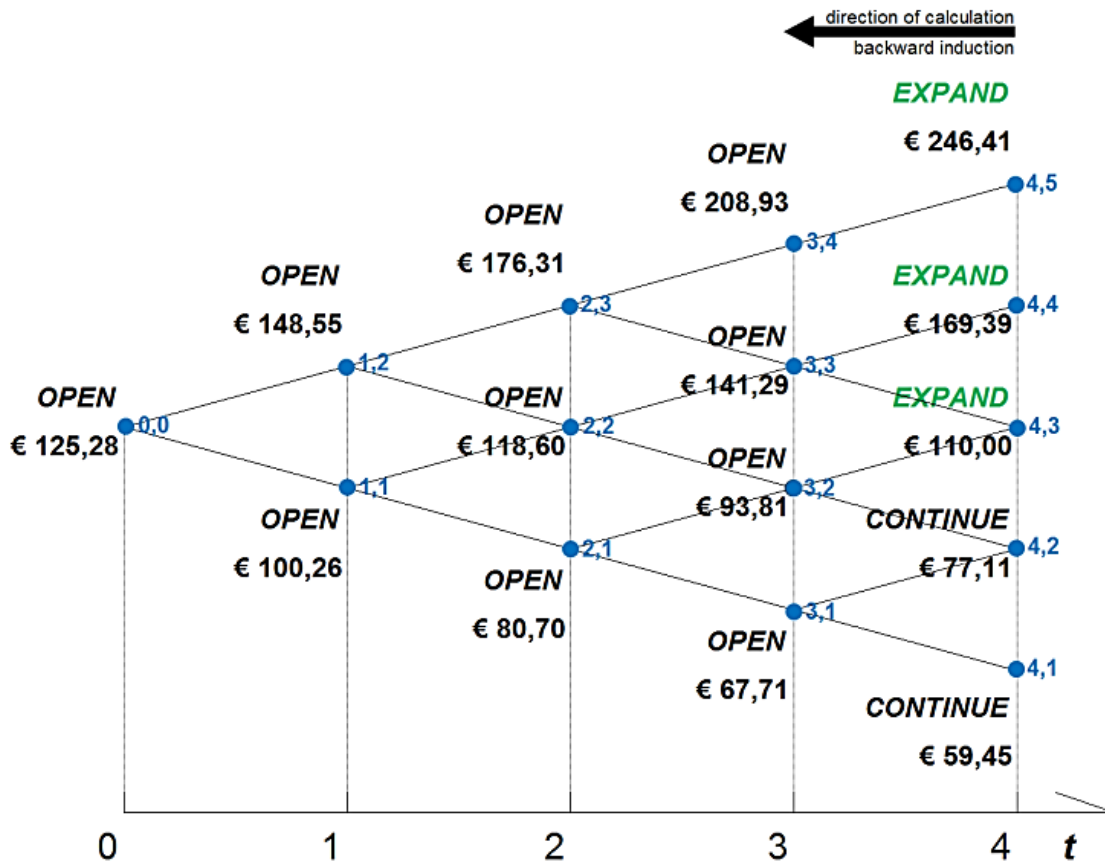 direction of calculation
backward induction
EXPAND
€ 246,41
OPEN
€ 208,93
4,5
OPEN
€ 176,31
3,4
OPEN
€ 148,55
EXPAND
€ 169,39
2,3
4,4
OPEN
€ 141,29
1,2
3,3
OPEN
€ 125,28
0,0
OPEN
€ 118,60
2,2
EXPAND
€ 110,00
4,3
OPEN
€ 93,81
1,1
3,2
OPEN
€ 100,26
CONTINUE
€ 77,11
2,1
4,2
OPEN
€ 80,70
3,1
OPEN
€ 67,71
4,1
CONTINUE
€ 59,45
0 1 2 3 4 t